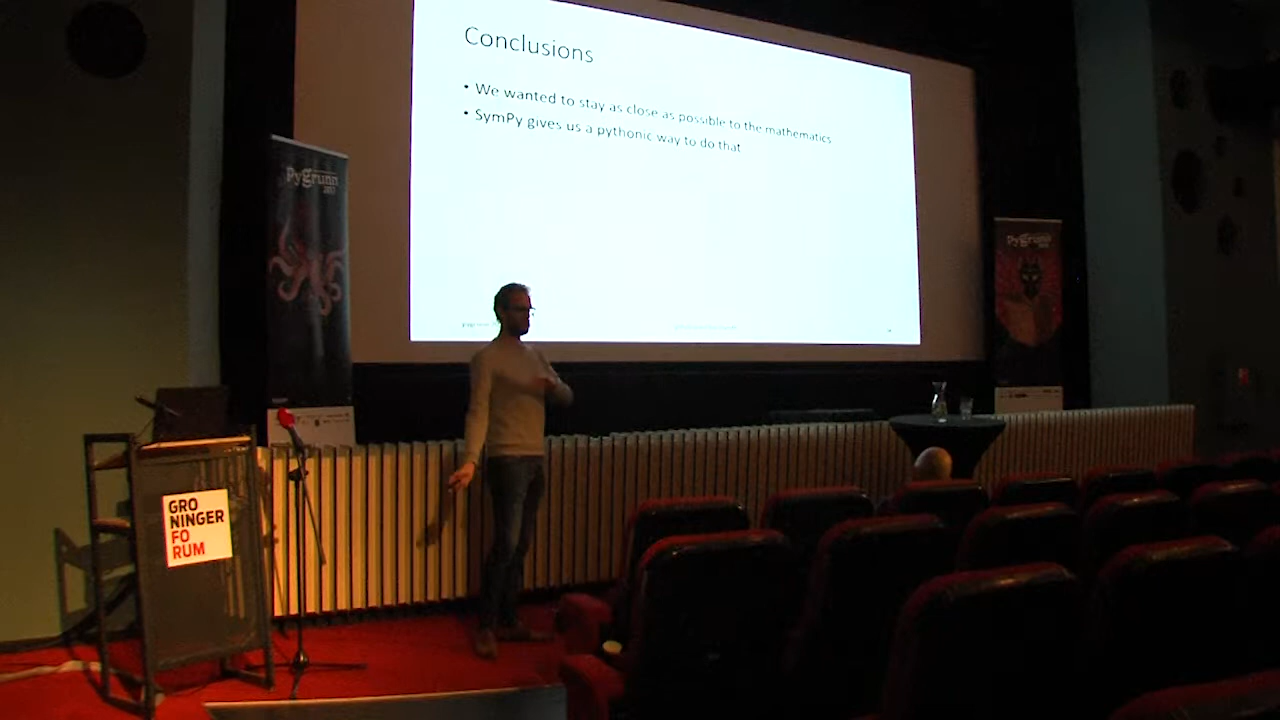 Conclusions
• We wanted to stay as close as possible to the mathematics
• SymPy gives us a pythonic way to do that
PyGrunn
PyGrunn
GRO
NINGER
FO
RUM